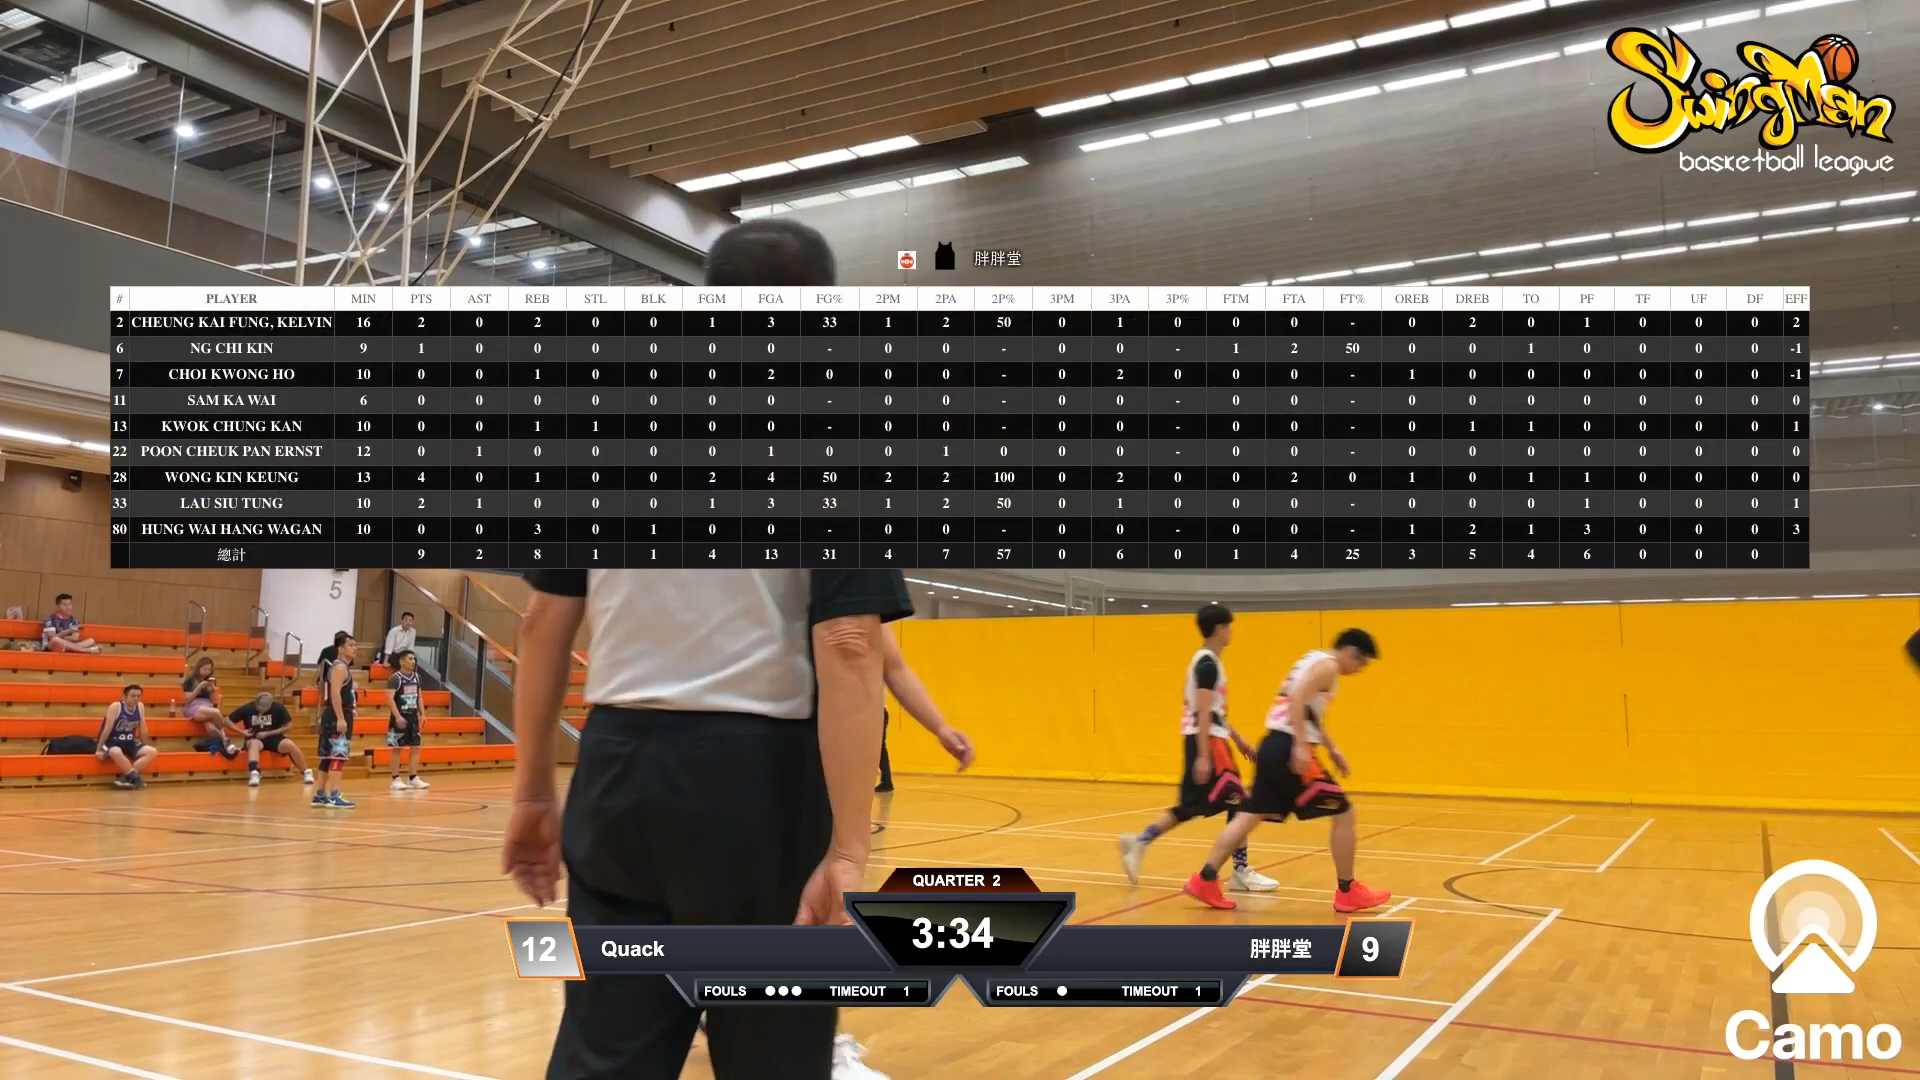 SwingMan
basketball league
胖胖堂
# PLAYER MIN PTS AST REB STL BLK FGM FGA FG% 2PM 2PA 2P% 3PM 3PA 3P% FTM FTA FT% OREB DREB TO PF TF UF DF EFF
2 CHEUNG KAI FUNG, KELVIN 16 2 0 2 0 0 1 3 33 1 2 50 0 1 0 0 0 - 0 2 0 1 0 0 0 2
6 NG CHI KIN 9 1 0 0 0 0 0 0 - 0 0 - 0 0 - 1 2 50 0 0 1 0 0 0 0 -1
7 CHOI KWONG HO 10 0 0 1 0 0 0 2 0 0 0 - 0 2 0 0 0 - 1 0 0 0 0 0 0 -1
11 SAM KA WAI 6 0 0 0 0 0 0 0 - 0 0 - 0 0 - 0 0 - 0 0 0 0 0 0 0 0
13 KWOK CHUNG KAN 10 0 0 1 1 0 0 0 - 0 0 - 0 0 - 0 0 - 0 1 1 0 0 0 0 1
22 POON CHEUK PAN ERNST 12 0 1 0 0 0 0 1 0 0 1 0 0 0 - 0 0 - 0 0 0 0 0 0 0 0
28 WONG KIN KEUNG 13 4 0 1 0 0 2 4 50 2 2 100 0 2 0 0 2 0 1 0 1 1 0 0 0 0
33 LAU SIU TUNG 10 2 1 0 0 0 1 3 33 1 2 50 0 1 0 0 0 - 0 0 0 1 0 0 0 1
80 HUNG WAI HANG WAGAN 10 0 0 3 0 1 0 0 - 0 0 - 0 0 - 0 0 - 1 2 1 3 0 0 0 3
總計 9 2 8 1 1 4 13 31 4 7 57 0 6 0 1 4 25 3 5 4 6 0 0 0
5
QUARTER 2
3:34
12 Quack
胖胖堂 9
FOULS TIMEOUT 1
FOULS TIMEOUT 1
Camo